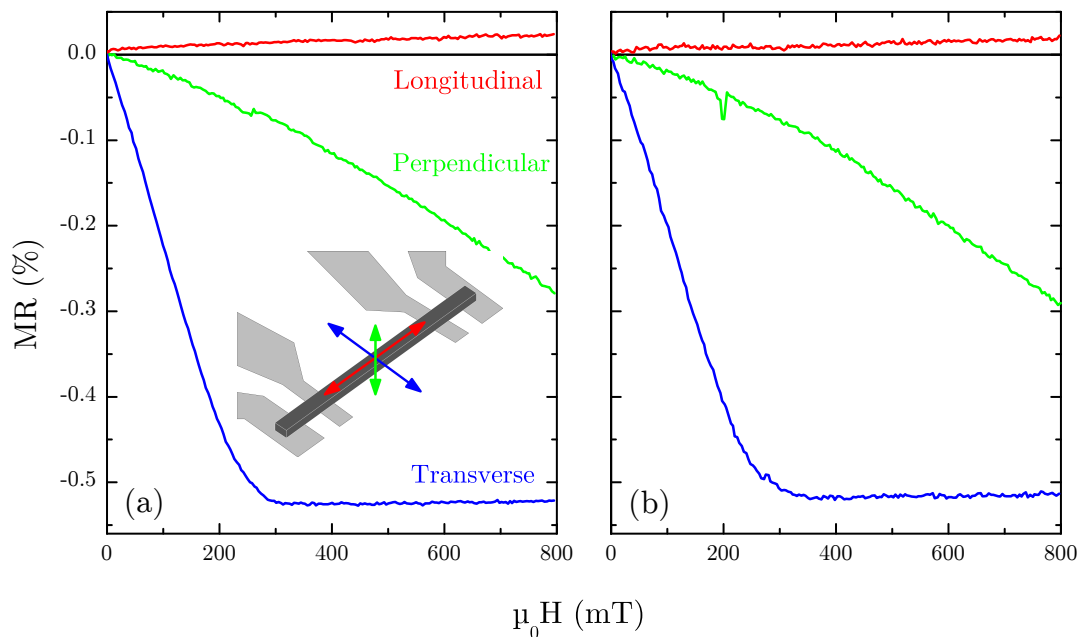 0.0
-0.1
-0.2
-0.3
-0.4
-0.5
MR (%)
Longitudinal
Perpendicular
Transverse
(a)
(b)
0 200 400 600 800
0 200 400 600 800
µ₀H (mT)